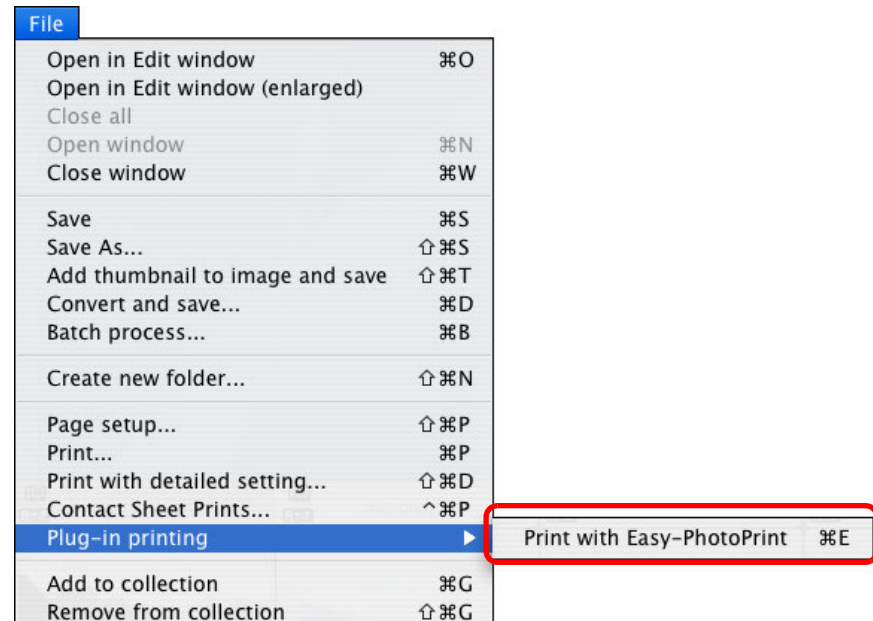 File
Open in Edit window ⌘O
Open in Edit window (enlarged)
Close all
Open window ⌘N
Close window ⌘W
Save ⌘S
Save As... ⇧⌘S
Add thumbnail to image and save ⇧⌘T
Convert and save... ⌘D
Batch process... ⌘B
Create new folder... ⇧⌘N
Page setup... ⇧⌘P
Print... ⌘P
Print with detailed setting... ⇧⌘D
Contact Sheet Prints... ^⌘P
Plug-in printing ▶ Print with Easy-PhotoPrint ⌘E
Add to collection ⌘G
Remove from collection ⇧⌘G